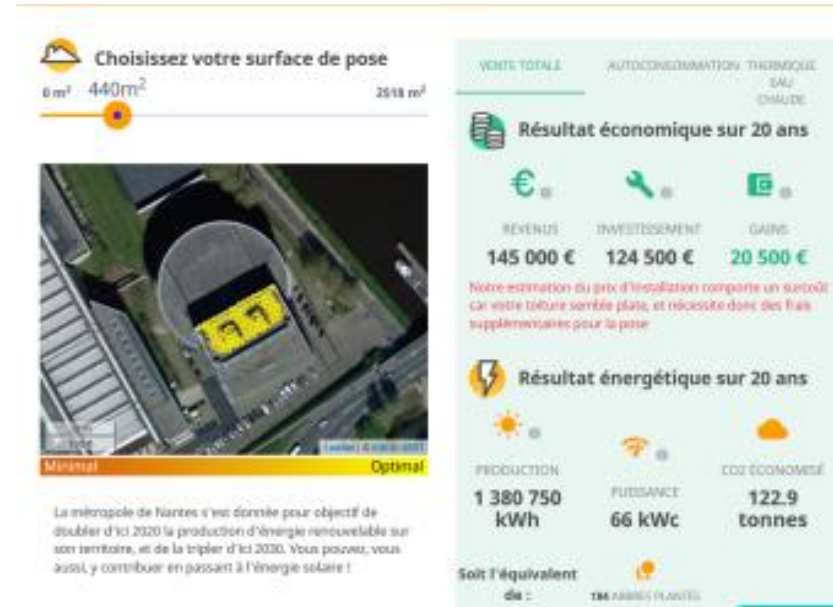 Choisissez votre surface de pose
0 m² 440m² 2518 m²
Minimal Optimal
La métropole de Nantes s'est donnée pour objectif de
doubler d'ici 2020 la production d'énergie renouvelable sur
son territoire, et de la tripler d'ici 2030. Vous pouvez, vous
aussi, y contribuer en passant à l'énergie solaire !
VENTE TOTALE AUTOCONSOMMATION THERMIQUE
EAU
CHAUDE
Résultat économique sur 20 ans
REVENUS INVESTISSEMENT GAINS
145 000 € 124 500 € 20 500 €
Notre estimation du prix d'installation comporte un surcoût
car votre toiture semble plate, et nécessite donc des frais
supplémentaires pour la pose
Résultat énergétique sur 20 ans
PRODUCTION PUISSANCE CO2 ÉCONOMISÉ
1 380 750
kWh
66 kWc
122.9
tonnes
Soit l'équivalent
de :
184 ARBRES PLANTÉS